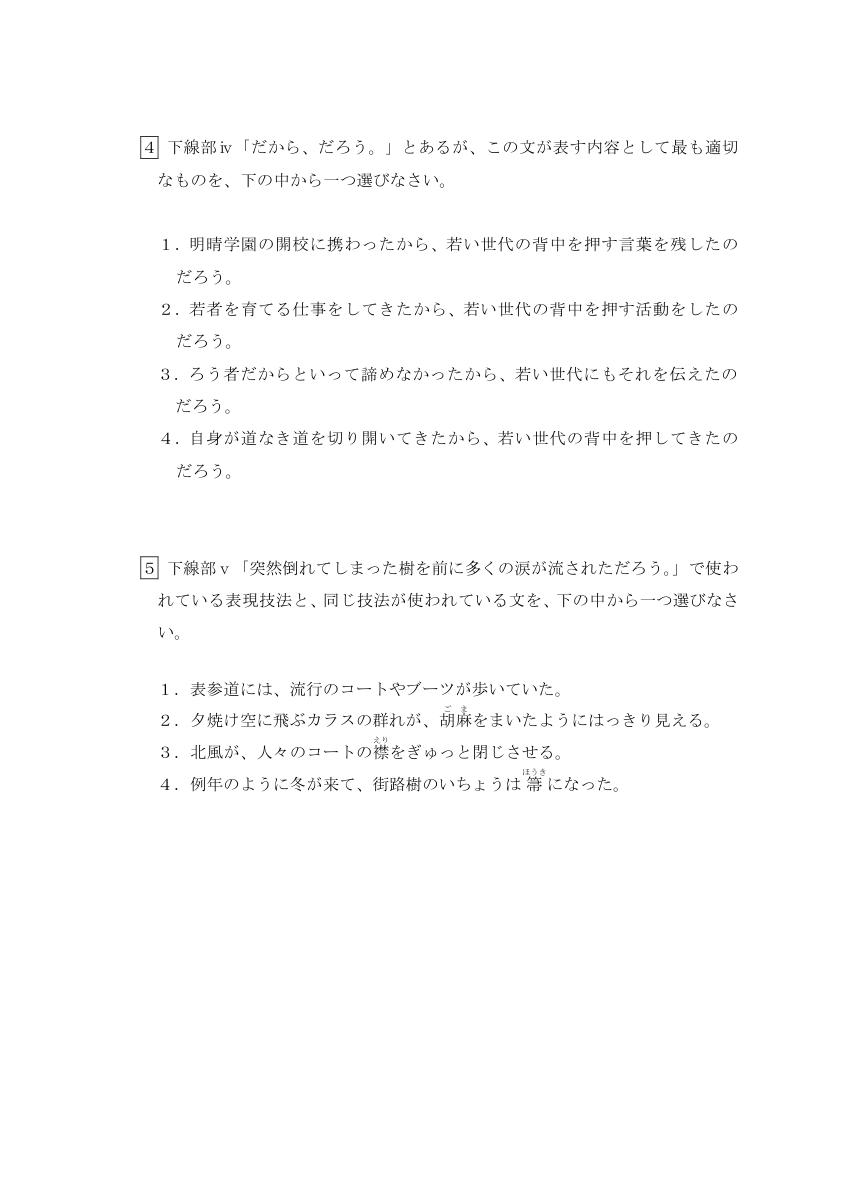 4 下線部ⅳ「だから、だろう。」とあるが、この文が表す内容として最も適切
なものを、下の中から一つ選びなさい。
１．明晴学園の開校に携わったから、若い世代の背中を押す言葉を残したの
だろう。
２．若者を育てる仕事をしてきたから、若い世代の背中を押す活動をしたの
だろう。
３．ろう者だからといって諦めなかったから、若い世代にもそれを伝えたの
だろう。
４．自身が道なき道を切り開いてきたから、若い世代の背中を押してきたの
だろう。
5 下線部ⅴ「突然倒れてしまった樹を前に多くの涙が流されただろう。」で使わ
れている表現技法と、同じ技法が使われている文を、下の中から一つ選びなさ
い。
１．表参道には、流行のコートやブーツが歩いていた。
ごま
２．夕焼け空に飛ぶカラスの群れが、胡麻をまいたようにはっきり見える。
えり
３．北風が、人々のコートの襟をぎゅっと閉じさせる。
ほうき
４．例年のように冬が来て、街路樹のいちょうは箒になった。